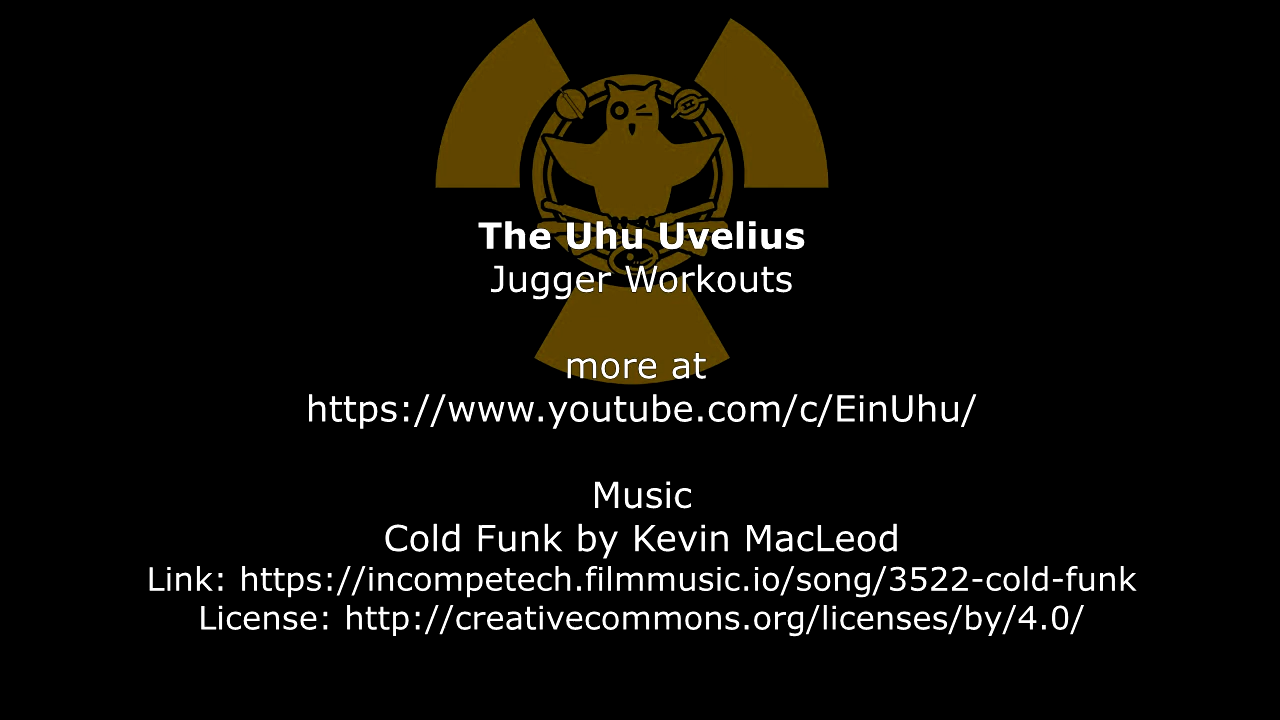 The Uhu Uvelius
Jugger Workouts
more at
https://www.youtube.com/c/EinUhu/
Music
Cold Funk by Kevin MacLeod
Link: https://incompetech.filmmusic.io/song/3522-cold-funk
License: http://creativecommons.org/licenses/by/4.0/